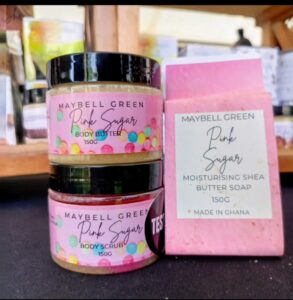 MAYBELL GREEN
Pink Sugar
BODY BUTTER
150G
MAYBELL GREEN
Pink Sugar
BODY SCRUB
150G
TEST
MAYBELL GREEN
Pink
Sugar
MOISTURISING SHEA
BUTTER SOAP
150G
MADE IN GHANA